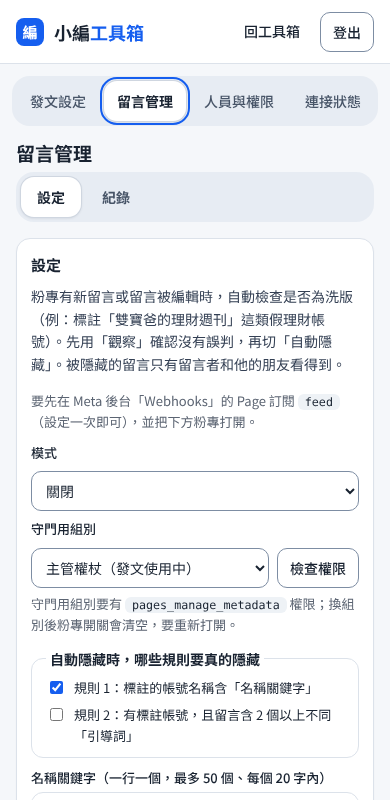 編 小編工具箱 回工具箱 登出
發文設定 留言管理 人員與權限 連接狀態
留言管理
設定 紀錄
設定
粉專有新留言或留言被編輯時，自動檢查是否為洗版
（例：標註「雙寶爸的理財週刊」這類假理財帳
號）。先用「觀察」確認沒有誤判，再切「自動隱
藏」。被隱藏的留言只有留言者和他的朋友看得到。
要先在 Meta 後台「Webhooks」的 Page 訂閱 feed
（設定一次即可），並把下方粉專打開。
模式
關閉
守門用組別
主管權杖（發文使用中） 檢查權限
守門用組別要有 pages_manage_metadata 權限；換組
別後粉專開關會清空，要重新打開。
自動隱藏時，哪些規則要真的隱藏
規則 1：標註的帳號名稱含「名稱關鍵字」
規則 2：有標註帳號，且留言含 2 個以上不同
「引導詞」
名稱關鍵字（一行一個，最多 50 個、每個 20 字內）